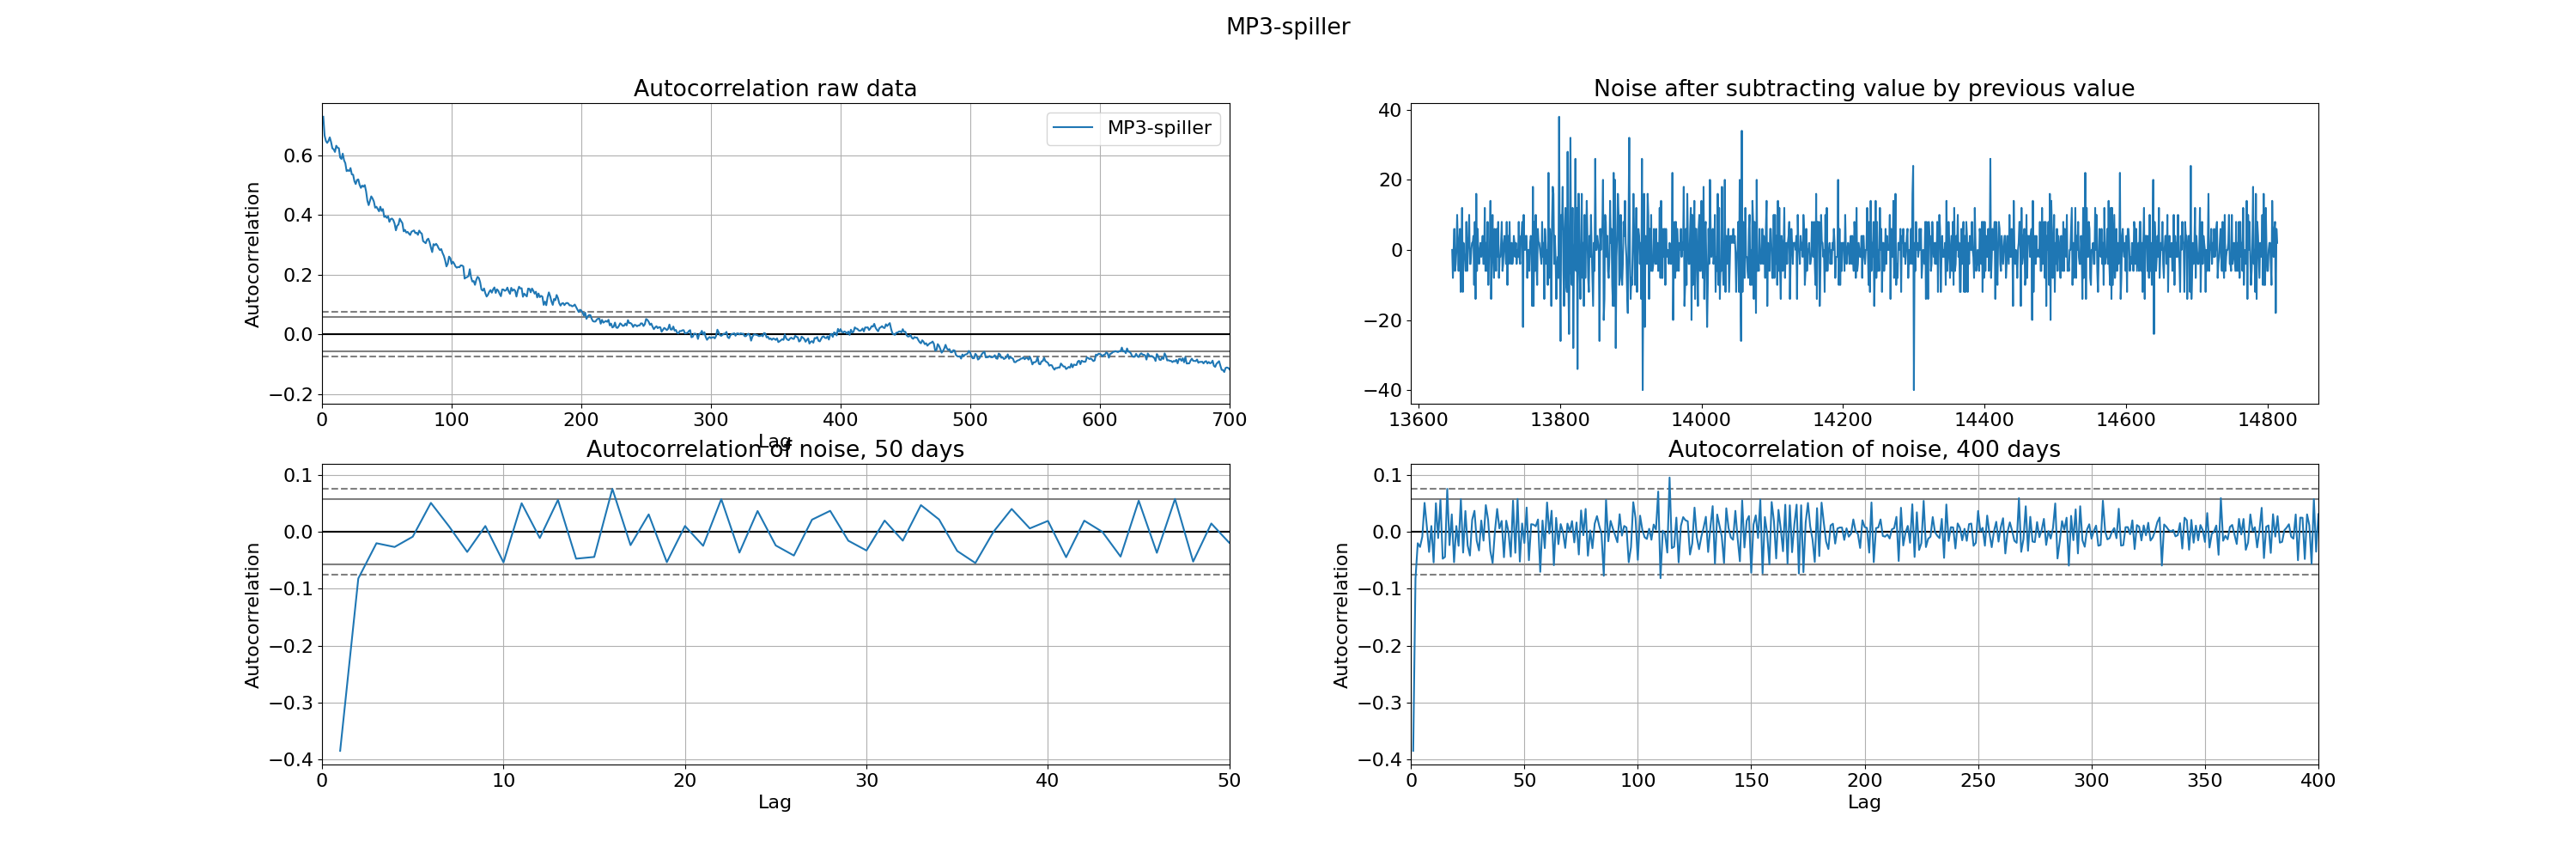 MP3-spiller
Autocorrelation raw data
Autocorrelation
0.6
0.4
0.2
0.0
−0.2
0 100 200 300 400 500 600 700
Lag
MP3-spiller
Noise after subtracting value by previous value
40
20
0
−20
−40
13600 13800 14000 14200 14400 14600 14800
Autocorrelation of noise, 50 days
Autocorrelation
0.1
0.0
−0.1
−0.2
−0.3
−0.4
0 10 20 30 40 50
Lag
Autocorrelation of noise, 400 days
Autocorrelation
0.1
0.0
−0.1
−0.2
−0.3
−0.4
0 50 100 150 200 250 300 350 400
Lag